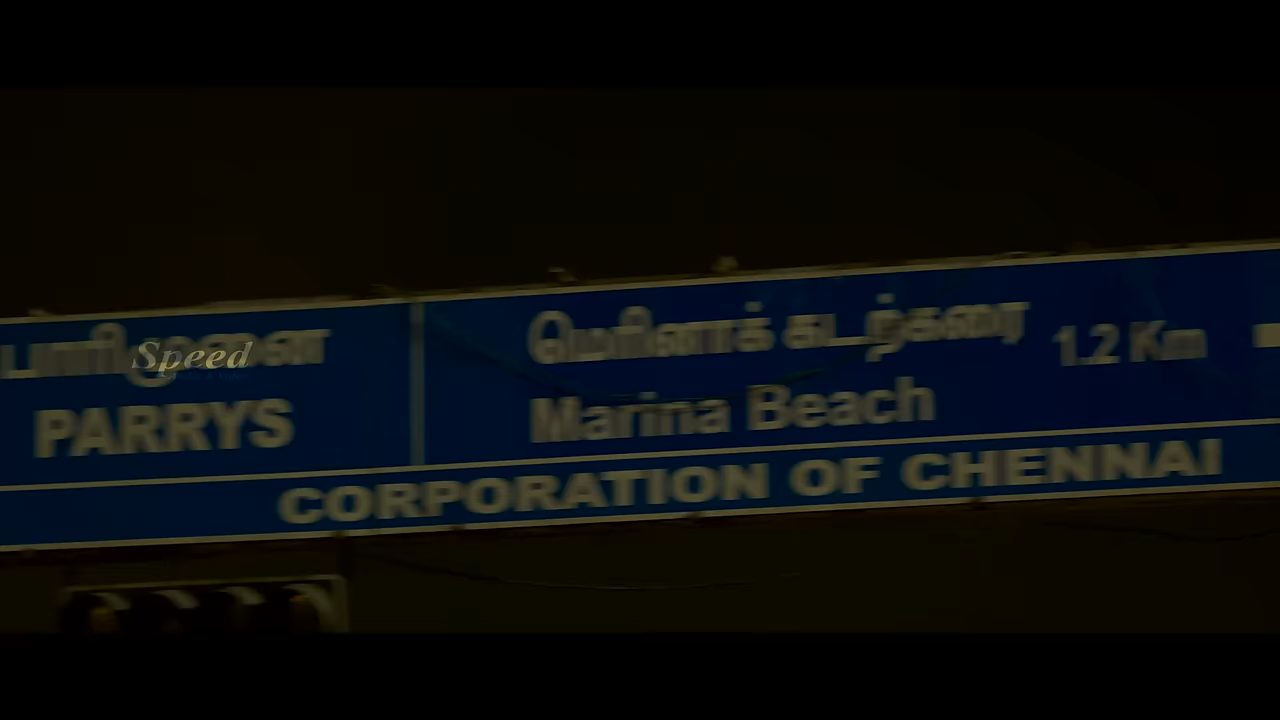 பாரிமுனை
PARRYS
மெரினாக் கடற்கரை 1.2 Km
Marina Beach
CORPORATION OF CHENNAI
Speed